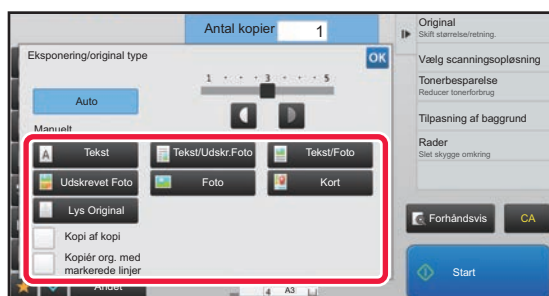 Antal kopier 1
Eksponering/original type
OK
1 3 5
Auto
Manuelt
A Tekst
Tekst/Udskr.Foto
Tekst/Foto
Udskrevet Foto
Foto
Kort
Lys Original
Kopi af kopi
Kopiér org. med
markerede linjer
Andet
4 A3
Original
Skift størrelse/retning.
Vælg scanningsopløsning
Tonerbesparelse
Reducer tonerforbrug
Tilpasning af baggrund
Rader
Slet skygge omkring
Forhåndsvis
CA
Start